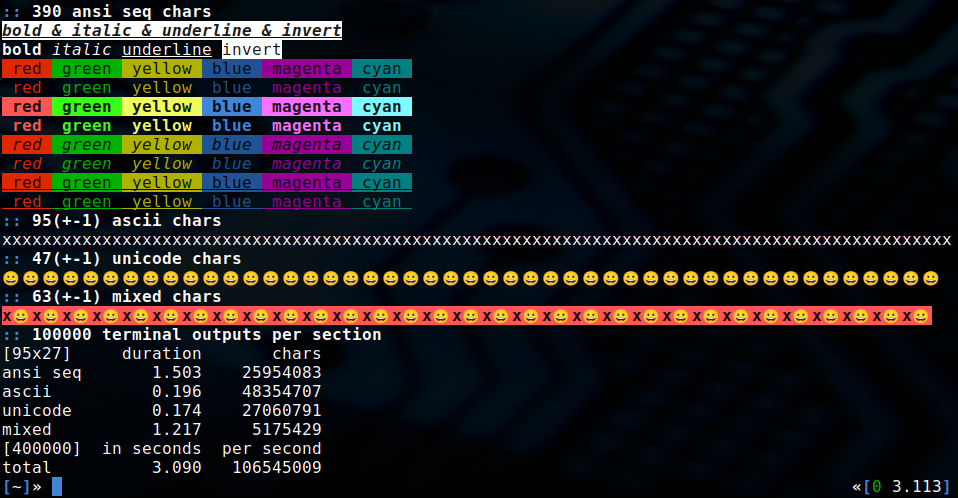 :: 390 ansi seq chars
bold & italic & underline & invert
bold italic underline invert
red green yellow blue magenta cyan
red green yellow blue magenta cyan
red green yellow blue magenta cyan
red green yellow blue magenta cyan
red green yellow blue magenta cyan
red green yellow blue magenta cyan
red green yellow blue magenta cyan
red green yellow blue magenta cyan
:: 95(+-1) ascii chars
xxxxxxxxxxxxxxxxxxxxxxxxxxxxxxxxxxxxxxxxxxxxxxxxxxxxxxxxxxxxxxxxxxxxxxxxxxxxxxxxxxxxxxxxxxxxxxx
:: 47(+-1) unicode chars
😀😀😀😀😀😀😀😀😀😀😀😀😀😀😀😀😀😀😀😀😀😀😀😀😀😀😀😀😀😀😀😀😀😀😀😀😀😀😀😀😀😀😀😀😀😀😀
:: 63(+-1) mixed chars
x😀x😀x😀x😀x😀x😀x😀x😀x😀x😀x😀x😀x😀x😀x😀x😀x😀x😀x😀x😀x😀x😀x😀x😀x😀x😀x😀x😀x😀x😀x😀
:: 100000 terminal outputs per section
[95x27] duration chars
ansi seq 1.503 25954083
ascii 0.196 48354707
unicode 0.174 27060791
mixed 1.217 5175429
[400000] in seconds per second
total 3.090 106545009
[~]» «[0 3.113]